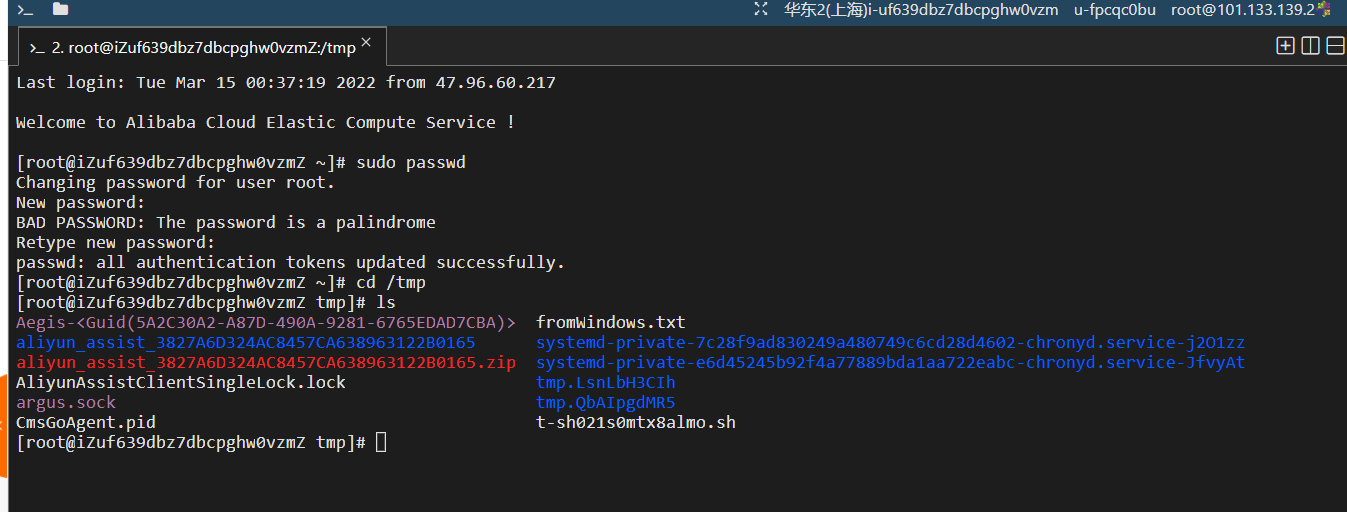 >_ 华东2(上海)i-uf639dbz7dbcpghw0vzm u-fpcqc0bu root@101.133.139.2
>_ 2. root@iZuf639dbz7dbcpghw0vzmZ:/tmp ×
Last login: Tue Mar 15 00:37:19 2022 from 47.96.60.217
Welcome to Alibaba Cloud Elastic Compute Service !
[root@iZuf639dbz7dbcpghw0vzmZ ~]# sudo passwd
Changing password for user root.
New password:
BAD PASSWORD: The password is a palindrome
Retype new password:
passwd: all authentication tokens updated successfully.
[root@iZuf639dbz7dbcpghw0vzmZ ~]# cd /tmp
[root@iZuf639dbz7dbcpghw0vzmZ tmp]# ls
Aegis-<Guid(5A2C30A2-A87D-490A-9281-6765EDAD7CBA)> fromWindows.txt
aliyun_assist_3827A6D324AC8457CA638963122B0165 systemd-private-7c28f9ad830249a480749c6cd28d4602-chronyd.service-j2O1zz
aliyun_assist_3827A6D324AC8457CA638963122B0165.zip systemd-private-e6d45245b92f4a77889bda1aa722eabc-chronyd.service-JfvyAt
AliyunAssistClientSingleLock.lock tmp.LsnLbH3CIh
argus.sock tmp.QbAIpgdMR5
CmsGoAgent.pid t-sh021s0mtx8almo.sh
[root@iZuf639dbz7dbcpghw0vzmZ tmp]#